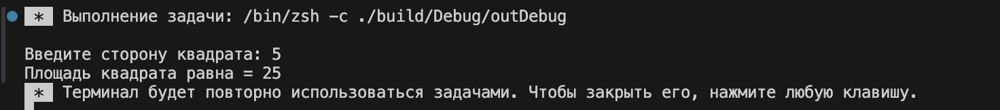 * Выполнение задачи: /bin/zsh -c ./build/Debug/outDebug
Введите сторону квадрата: 5
Площадь квадрата равна = 25
* Терминал будет повторно использоваться задачами. Чтобы закрыть его, нажмите любую клавишу.